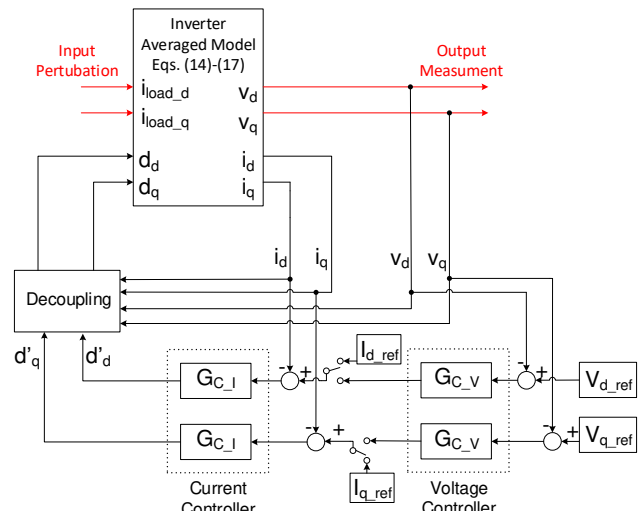 Inverter
Averaged Model
Eqs. (14)-(17)
Input
Pertubation
Output
Measument
i_load_d
v_d
i_load_q
v_q
d_d
i_d
d_q
i_q
i_d
i_q
v_d
v_q
Decoupling
d'_q
d'_d
I_d_ref
- + - +
G_C_I
G_C_V
V_d_ref
- + - +
G_C_I
G_C_V
V_q_ref
I_q_ref
Current
Controller
Voltage
Controller